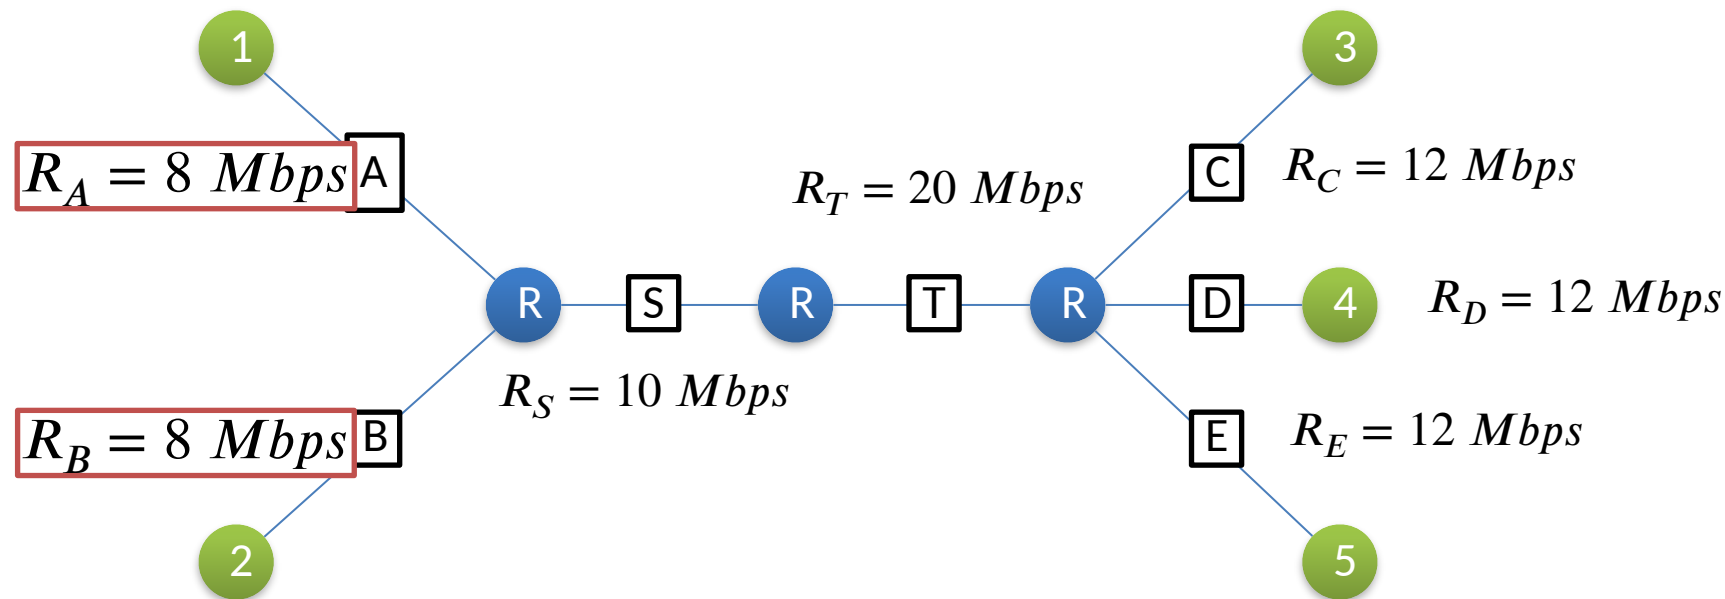 1
3
R_A = 8 Mbps
A
R_T = 20 Mbps
C
R_C = 12 Mbps
R
S
R
T
R
D
4
R_D = 12 Mbps
R_S = 10 Mbps
R_B = 8 Mbps
B
E
R_E = 12 Mbps
2
5